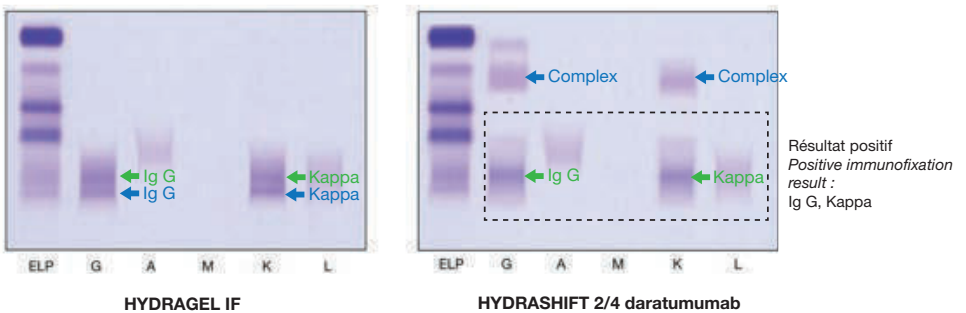 Complex
Complex
Ig G
Ig G
Kappa
Kappa
Ig G
Kappa
Résultat positif
Positive immunofixation
result :
Ig G, Kappa
ELP G A M K L
ELP G A M K L
HYDRAGEL IF
HYDRASHIFT 2/4 daratumumab